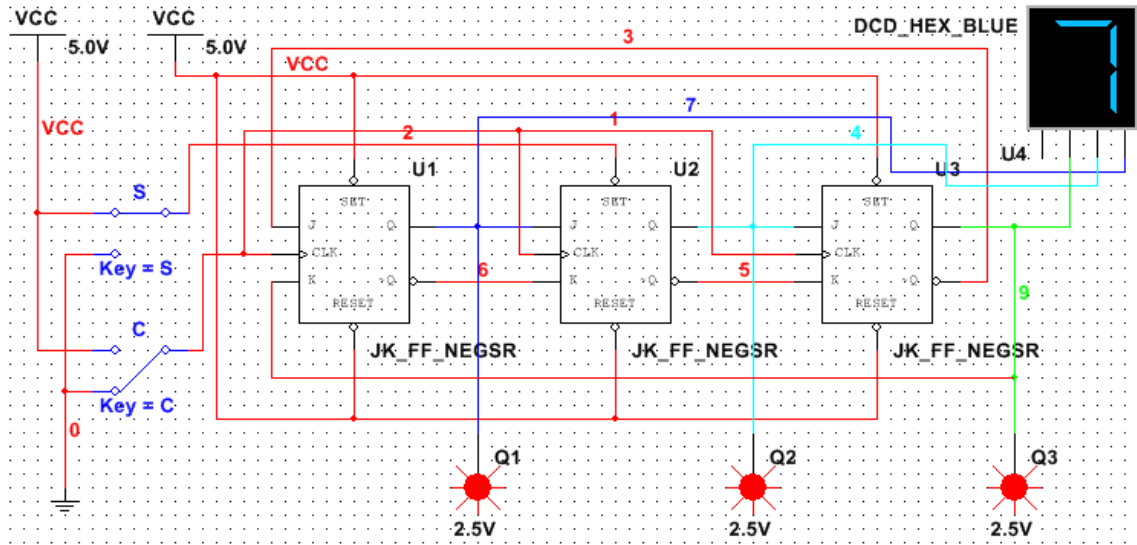 VCC
VCC
DCD_HEX_BLUE
7
5.0V
5.0V
3
VCC
7
VCC
2
1
4
U4
U1
U2
U3
S
SET
SET
SET
J
Q
J
Q
J
Q
CLK
CLK
CLK
Key = S
K
~Q
6
K
~Q
5
K
~Q
RESET
RESET
RESET
9
C
JK_FF_NEGSR
JK_FF_NEGSR
JK_FF_NEGSR
Key = C
0
Q1
Q2
Q3
2.5V
2.5V
2.5V